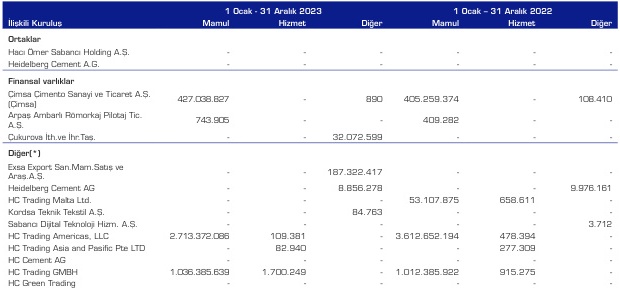 1 Ocak - 31 Aralık 2023 1 Ocak – 31 Aralık 2022
İlişkili Kuruluş Mamul Hizmet Diğer Mamul Hizmet Diğer
Ortaklar
Hacı Ömer Sabancı Holding A.Ş. - - - - - -
Heidelberg Cement A.G. - - - - - -
Finansal varlıklar
Çimsa Çimento Sanayi ve Ticaret A.Ş. (Çimsa) 427.038.827 - 890 405.259.374 - 108.410
Arpaş Ambarlı Römorkaj Pilotaj Tic. A.Ş. 743.905 - - 409.282 - -
Çukurova İth.ve İhr.Taş. - - 32.072.599 - - -
Diğer(*)
Exsa Export San.Mam.Satış ve Araş.A.Ş. - - 187.322.417 - - -
Heidelberg Cement AG - - 8.856.278 - - 9.976.161
HC Trading Malta Ltd. - - - 53.107.875 658.611 -
Kordsa Teknik Tekstil A.Ş. - - 84.763 - - -
Sabancı Dijital Teknoloji Hizm. A.Ş. - - - - - 3.712
HC Trading Americas, LLC 2.713.372.086 109.381 - 3.612.652.194 478.394 -
HC Trading Asia and Pasific Pte LTD - 82.940 - - 277.309 -
HC Cement AG - - - - - -
HC Trading GMBH 1.036.385.639 1.700.249 - 1.012.385.922 915.275 -
HC Green Trading - - - - - -